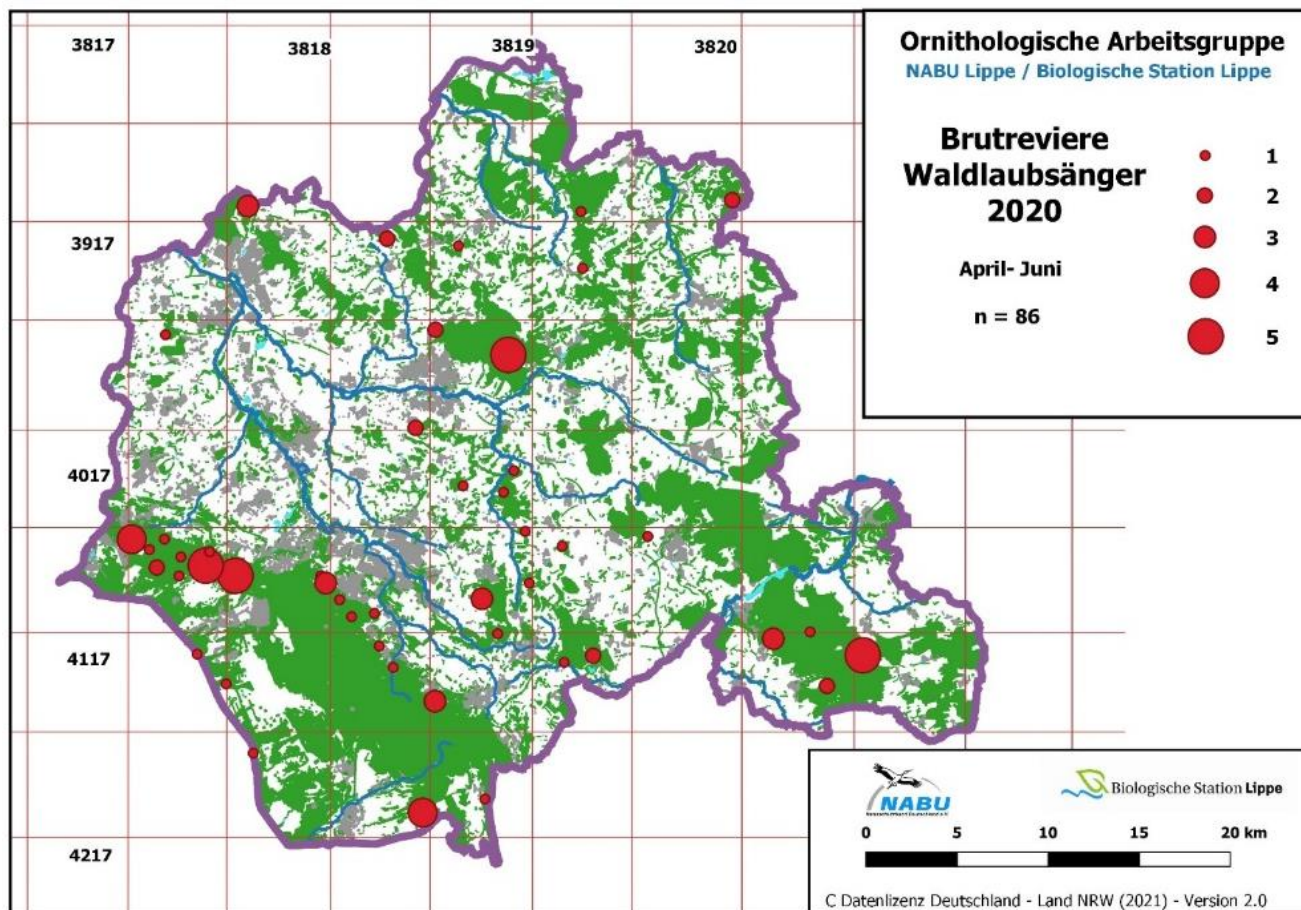 3817
3818
3819
3820
3917
4017
4117
4217
Ornithologische Arbeitsgruppe
NABU Lippe / Biologische Station Lippe
Brutreviere
Waldlaubsänger
2020
April- Juni
n = 86
1
2
3
4
5
NABU
Biologische Station Lippe
0 5 10 15 20 km
C Datenlizenz Deutschland - Land NRW (2021) - Version 2.0